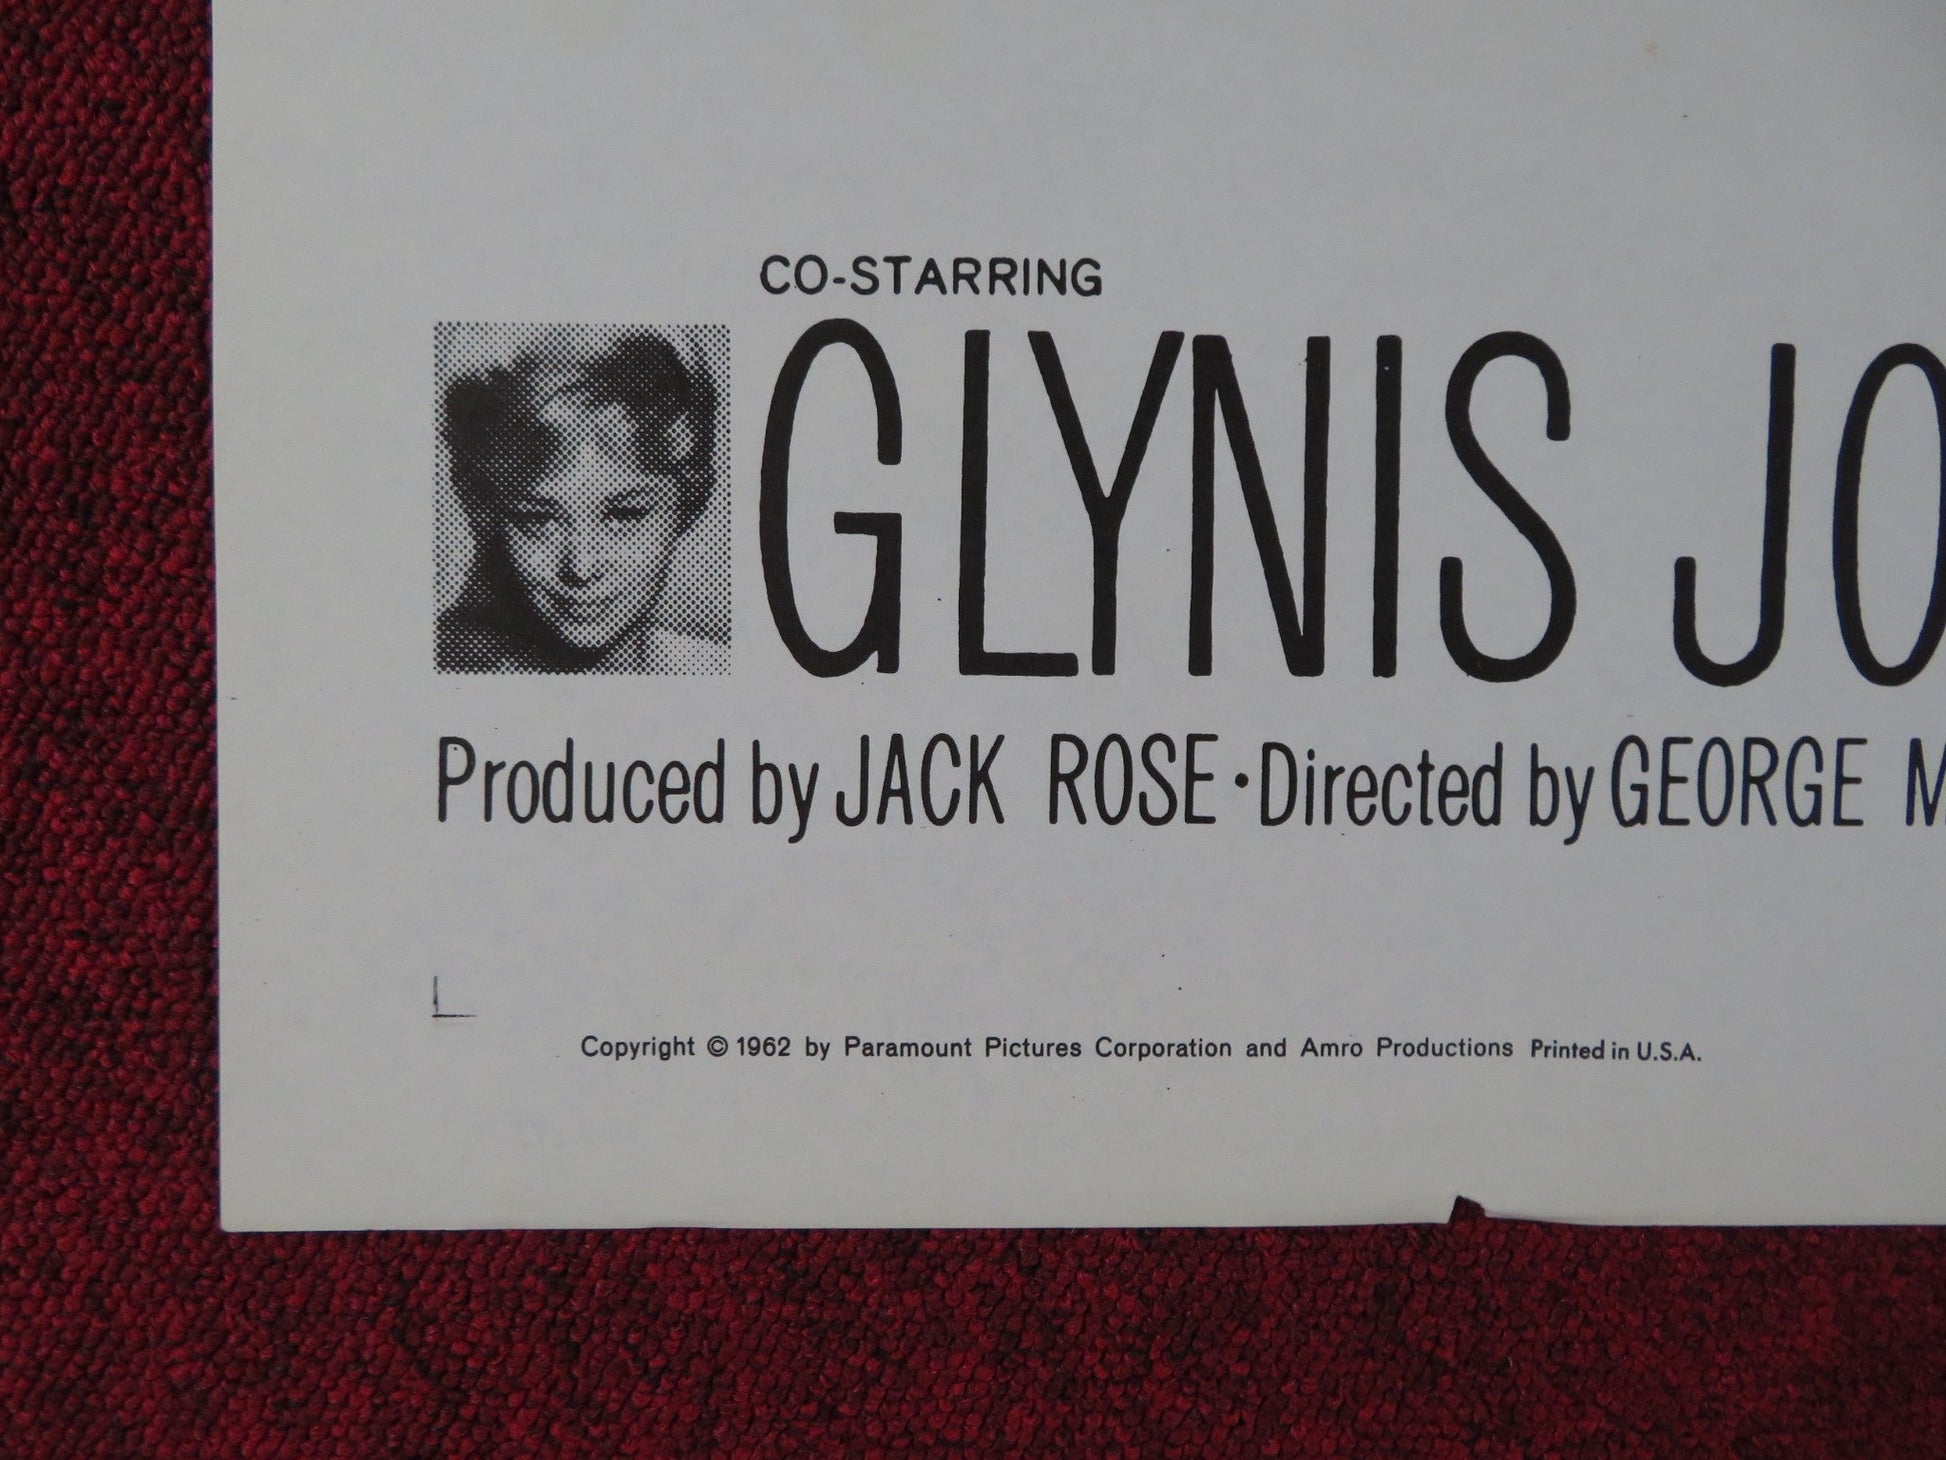 CO-STARRING
GLYNIS JO
Produced by JACK ROSE · Directed by GEORGE M
Copyright © 1962 by Paramount Pictures Corporation and Amro Productions Printed in U.S.A.